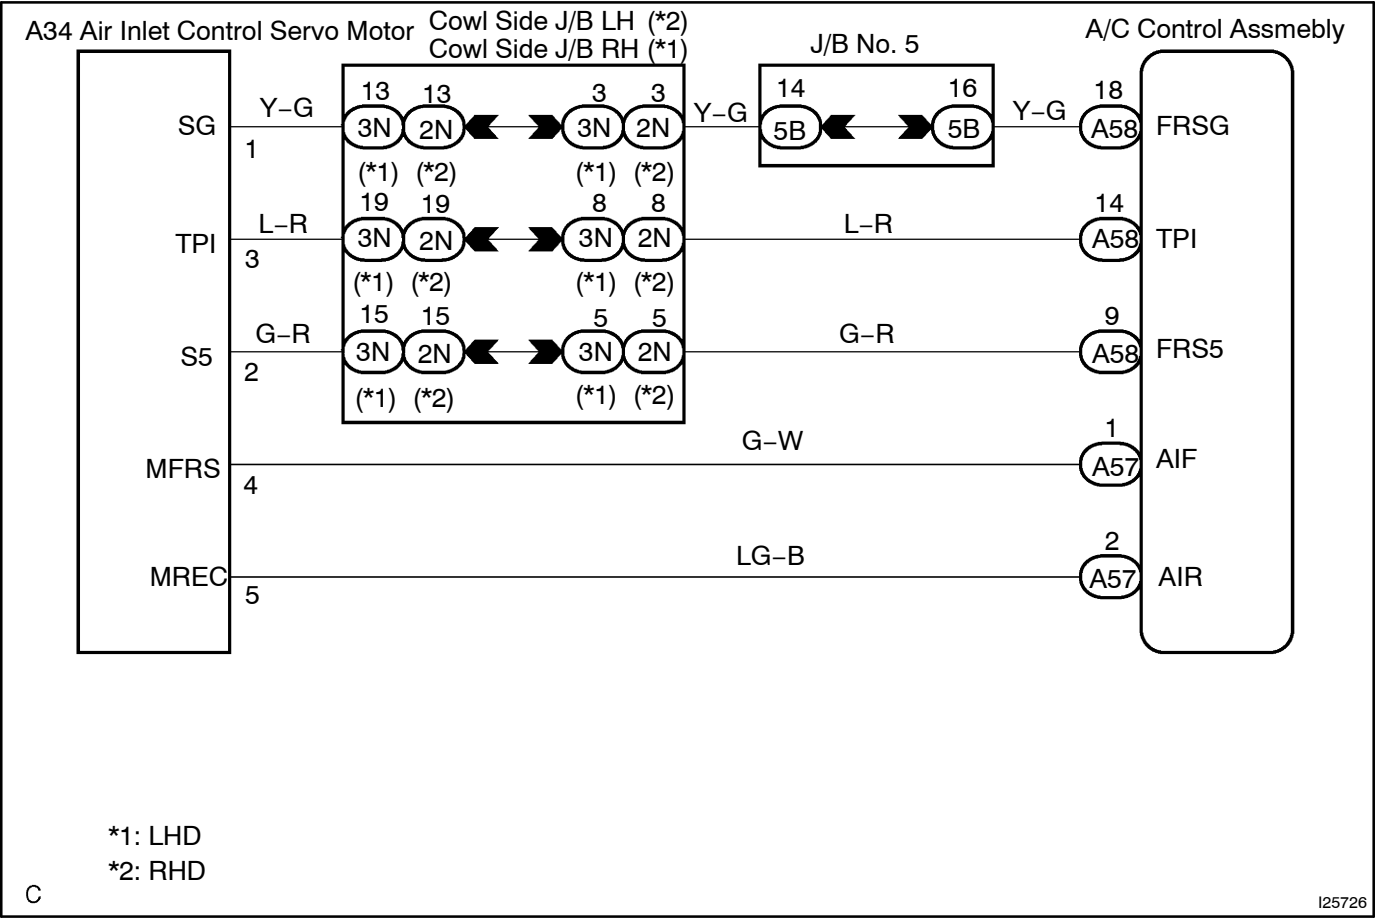 A34 Air Inlet Control Servo Motor
Cowl Side J/B LH (*2)
Cowl Side J/B RH (*1)
J/B No. 5
A/C Control Assmebly
13 13 3 3 14 16 18
SG Y–G 3N 2N 3N 2N Y–G 5B 5B Y–G A58 FRSG
1
(*1) (*2) (*1) (*2)
19 19 8 8 14
TPI L–R 3N 2N 3N 2N L–R A58 TPI
3
(*1) (*2) (*1) (*2)
15 15 5 5 9
S5 G–R 3N 2N 3N 2N G–R A58 FRS5
2
(*1) (*2) (*1) (*2)
G–W 1
MFRS A57 AIF
4
LG–B 2
MREC A57 AIR
5
*1: LHD
*2: RHD
C
I25726